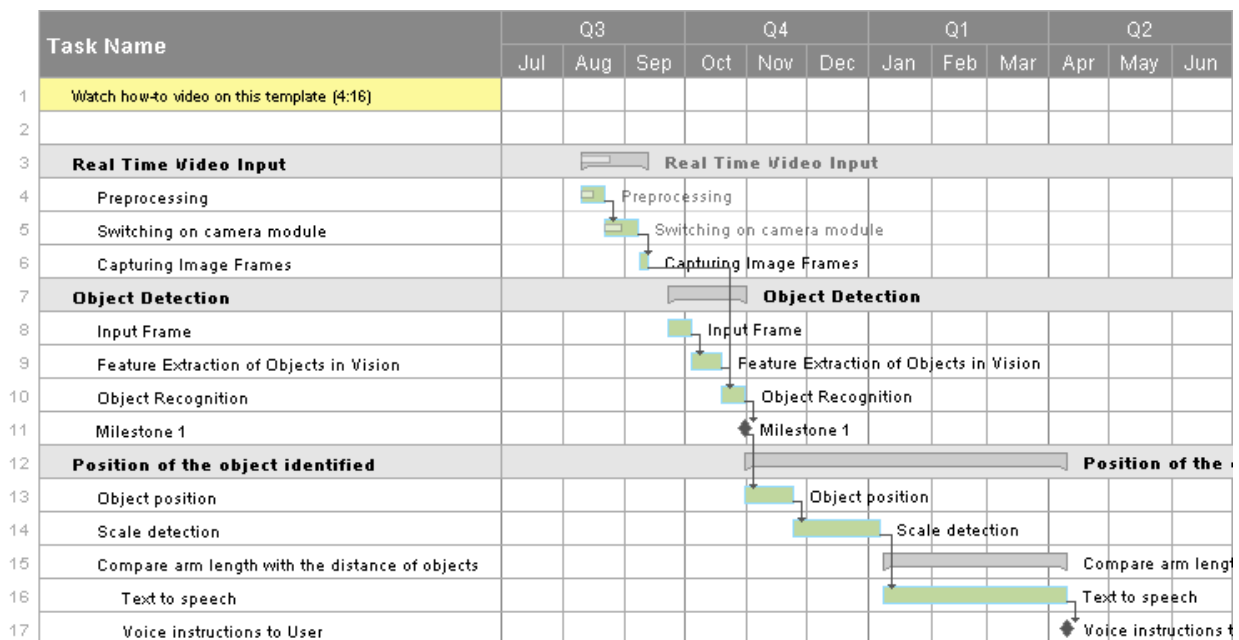 Task Name
Q3 Q4 Q1 Q2
Jul Aug Sep Oct Nov Dec Jan Feb Mar Apr May Jun
1 Watch how-to video on this template (4:16)
2
3 Real Time Video Input Real Time Video Input
4 Preprocessing Preprocessing
5 Switching on camera module Switching on camera module
6 Capturing Image Frames Capturing Image Frames
7 Object Detection Object Detection
8 Input Frame Input Frame
9 Feature Extraction of Objects in Vision Feature Extraction of Objects in Vision
10 Object Recognition Object Recognition
11 Milestone 1 Milestone 1
12 Position of the object identified Position of the
13 Object position Object position
14 Scale detection Scale detection
15 Compare arm length with the distance of objects Compare arm lengt
16 Text to speech Text to speech
17 Voice instructions to User Voice instructions t